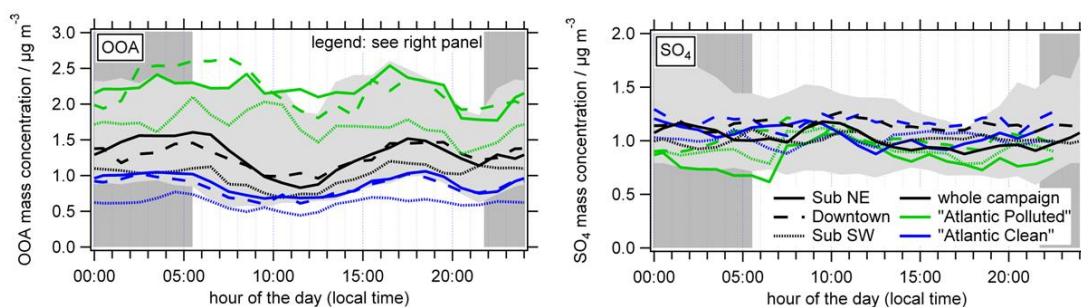 OOA
legend: see right panel
OOA mass concentration / µg m⁻³
3.0
2.5
2.0
1.5
1.0
0.5
0.0
00:00 05:00 10:00 15:00 20:00
hour of the day (local time)
SO₄
SO₄ mass concentration / µg m⁻³
2.0
1.5
1.0
0.5
0.0
Sub NE
Downtown
Sub SW
whole campaign
"Atlantic Polluted"
"Atlantic Clean"
00:00 05:00 10:00 15:00 20:00
hour of the day (local time)